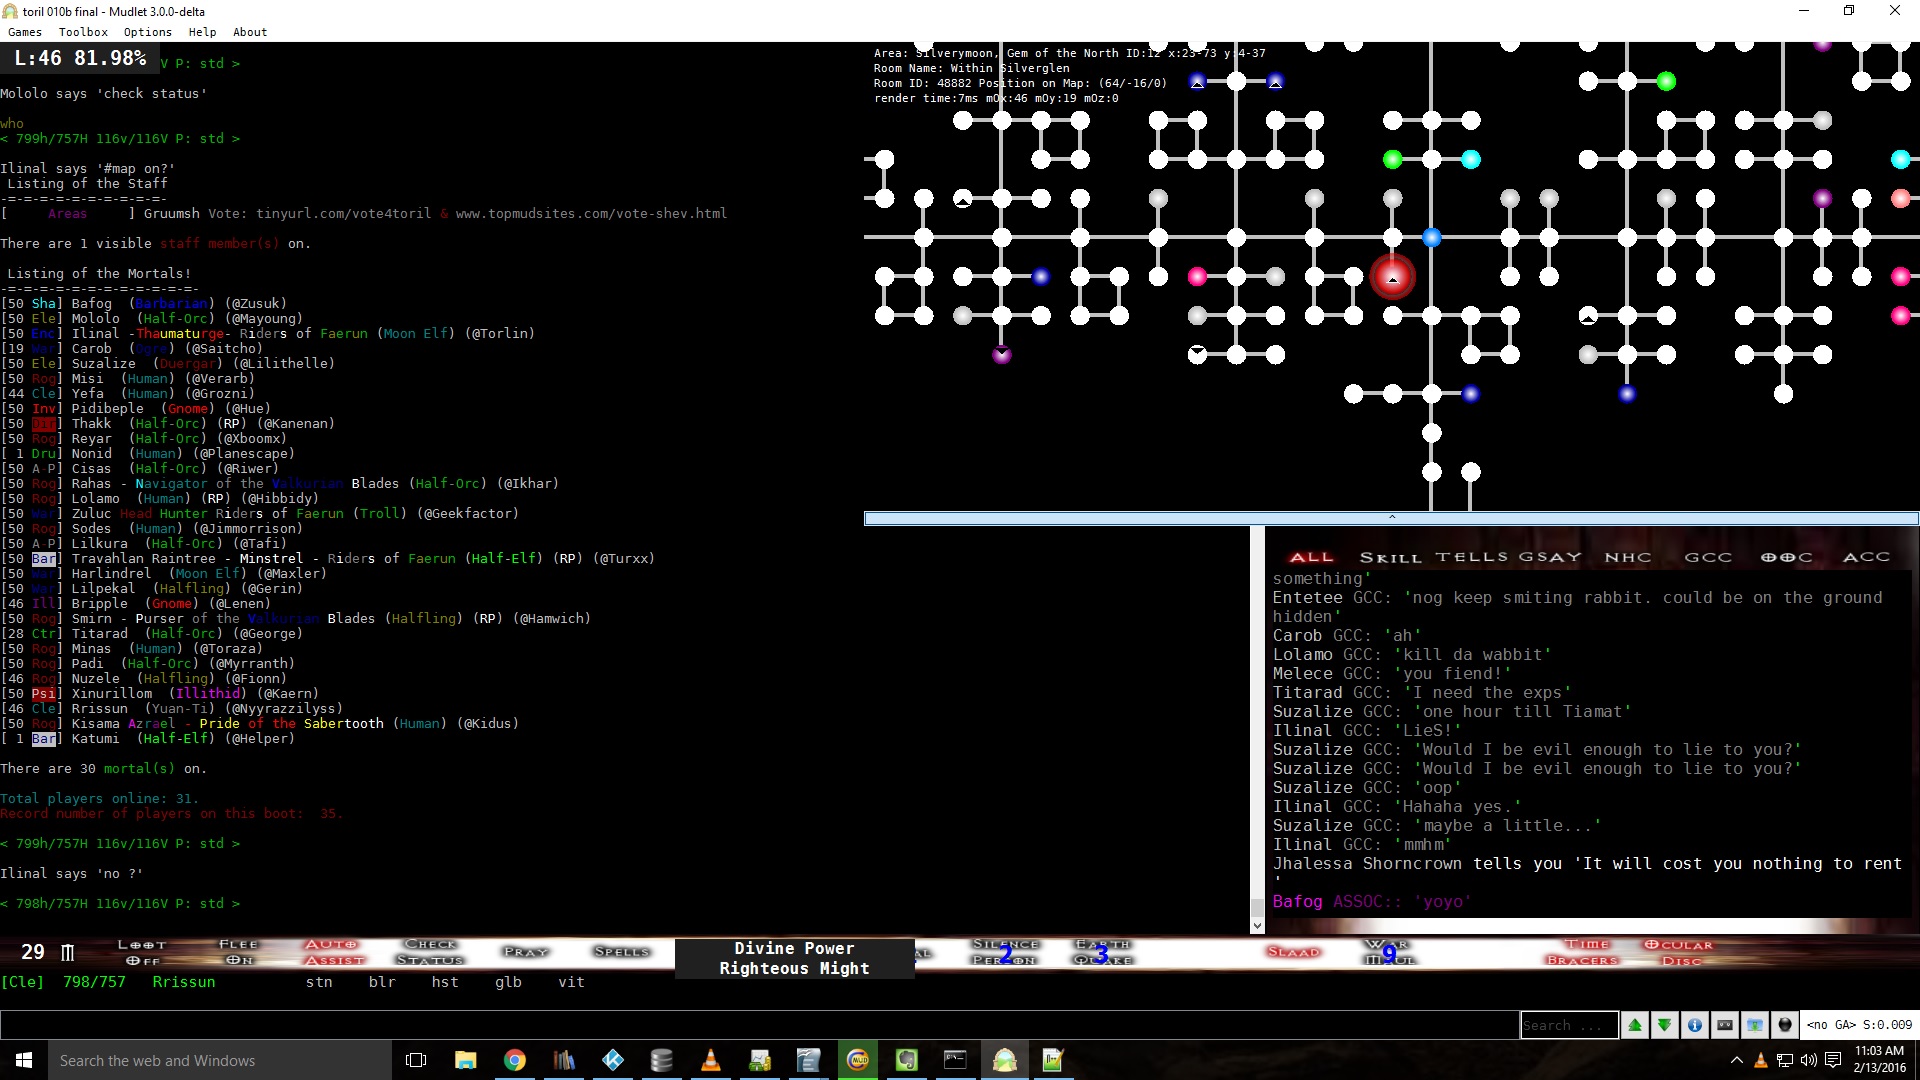 toril 010b final - Mudlet 3.0.0-delta
Games Toolbox Options Help About
L:46 81.98% V P: std >
Mololo says 'check status'
who
< 799h/757H 116v/116V P: std >
Ilinal says '#map on?'
Listing of the Staff
-=-=-=-=-=-=-=-=-=-=-
[ Areas ] Gruumsh Vote: tinyurl.com/vote4toril & www.topmudsites.com/vote-shev.html
There are 1 visible staff member(s) on.
Listing of the Mortals!
-=-=-=-=-=-=-=-=-=-=-=-=-
[50 Sha] Bafog (Barbarian) (@Zusuk)
[50 Ele] Mololo (Half-Orc) (@Mayoung)
[50 Enc] Ilinal -Thaumaturge- Riders of Faerun (Moon Elf) (@Torlin)
[19 War] Carob (Ogre) (@Saitcho)
[50 Ele] Suzalize (Duergar) (@Lilithelle)
[50 Rog] Misi (Human) (@Verarb)
[44 Cle] Yefa (Human) (@Grozni)
[50 Inv] Pidibeple (Gnome) (@Hue)
[50 Dir] Thakk (Half-Orc) (RP) (@Kanenan)
[50 Rog] Reyar (Half-Orc) (@Xboomx)
[ 1 Dru] Nonid (Human) (@Planescape)
[50 A-P] Cisas (Half-Orc) (@Riwer)
[50 Rog] Rahas - Navigator of the Valkurian Blades (Half-Orc) (@Ikhar)
[50 Rog] Lolamo (Human) (RP) (@Hibbidy)
[50 War] Zuluc Head Hunter Riders of Faerun (Troll) (@Geekfactor)
[50 Rog] Sodes (Human) (@Jimmorrison)
[50 A-P] Lilkura (Half-Orc) (@Tafi)
[50 Bar] Travahlan Raintree - Minstrel - Riders of Faerun (Half-Elf) (RP) (@Turxx)
[50 War] Harlindrel (Moon Elf) (@Maxler)
[50 War] Lilpekal (Halfling) (@Gerin)
[46 Ill] Bripple (Gnome) (@Lenen)
[50 Rog] Smirn - Purser of the Valkurian Blades (Halfling) (RP) (@Hamwich)
[28 Ctr] Titarad (Half-Orc) (@George)
[50 Rog] Minas (Human) (@Toraza)
[50 Rog] Padi (Half-Orc) (@Myrranth)
[46 Rog] Nuzele (Halfling) (@Fionn)
[50 Psi] Xinurillom (Illithid) (@Kaern)
[46 Cle] Rrissun (Yuan-Ti) (@Nyyrazzilyss)
[50 Rog] Kisama Azrael - Pride of the Sabertooth (Human) (@Kidus)
[ 1 Bar] Katumi (Half-Elf) (@Helper)
There are 30 mortal(s) on.
Total players online: 31.
Record number of players on this boot: 35.
< 799h/757H 116v/116V P: std >
Ilinal says 'no ?'
< 798h/757H 116v/116V P: std >
Area: Silverymoon, Gem of the North ID:12 x:23-73 y:4-37
Room Name: Within Silverglen
Room ID: 48882 Position on Map: (64/-16/0)
render time:7ms mOx:46 mOy:19 mOz:0
ALL SKILL TELLS GSAY NHC GCC OOC ACC
something'
Entetee GCC: 'nog keep smiting rabbit. could be on the ground
hidden'
Carob GCC: 'ah'
Lolamo GCC: 'kill da wabbit'
Melece GCC: 'you fiend!'
Titarad GCC: 'I need the exps'
Suzalize GCC: 'one hour till Tiamat'
Ilinal GCC: 'LieS!'
Suzalize GCC: 'Would I be evil enough to lie to you?'
Suzalize GCC: 'Would I be evil enough to lie to you?'
Suzalize GCC: 'oop'
Ilinal GCC: 'Hahaha yes.'
Suzalize GCC: 'maybe a little...'
Ilinal GCC: 'mmhm'
Jhalessa Shorncrown tells you 'It will cost you nothing to rent
'
Bafog ASSOC:: 'yoyo'
29 LOOT OFF FLEE ON AUTO ASSIST CHECK STATUS PRAY SPELLS Divine Power Righteous Might AL SILENCE PERSON 2 EARTH QUAKE 3 SLAAD WAR MAUL 9 TIME BRACERS OCULAR DISC
[Cle] 798/757 Rrissun stn blr hst glb vit
Search ... <no GA> S:0.009
Search the web and Windows
11:03 AM
2/13/2016